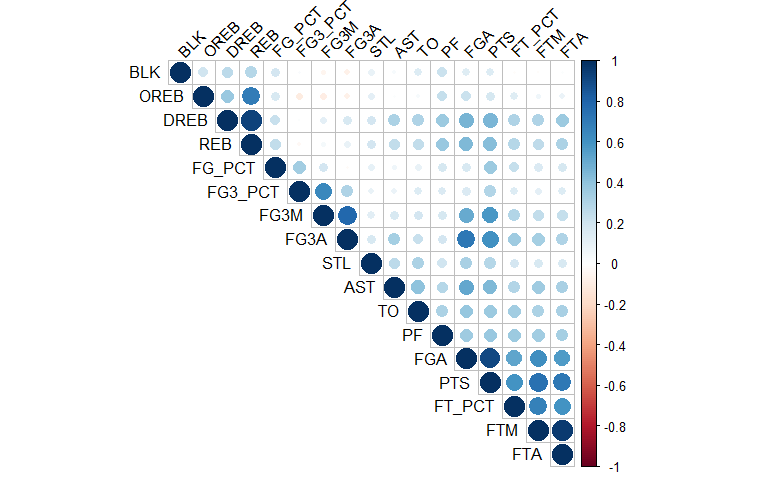 BLK OREB DREB REB FG_PCT FG3_PCT FG3M FG3A STL AST TO PF FGA PTS FT_PCT FTM FTA
BLK
OREB
DREB
REB
FG_PCT
FG3_PCT
FG3M
FG3A
STL
AST
TO
PF
FGA
PTS
FT_PCT
FTM
FTA
1
0.8
0.6
0.4
0.2
0
-0.2
-0.4
-0.6
-0.8
-1